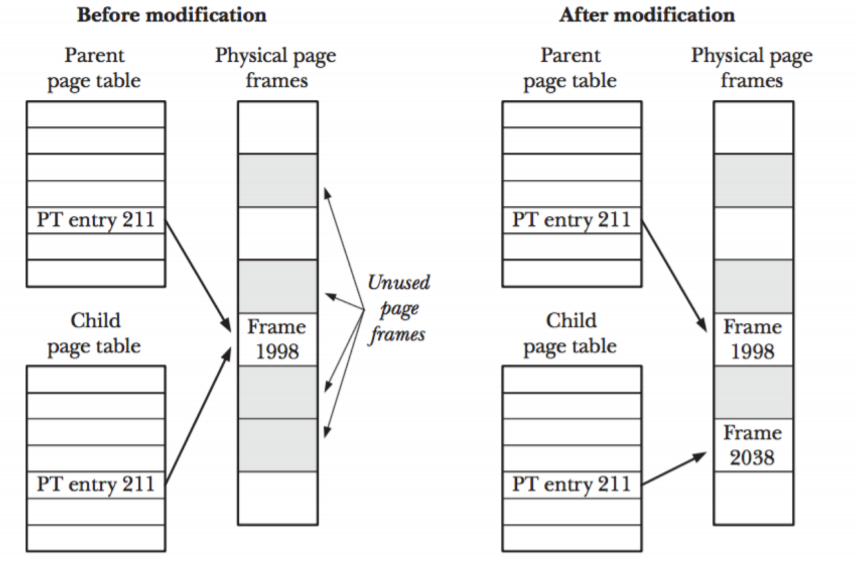 Before modification
Parent
page table
Physical page
frames
PT entry 211
Child
page table
PT entry 211
Frame
1998
Unused
page
frames
After modification
Parent
page table
Physical page
frames
PT entry 211
Child
page table
PT entry 211
Frame
1998
Frame
2038